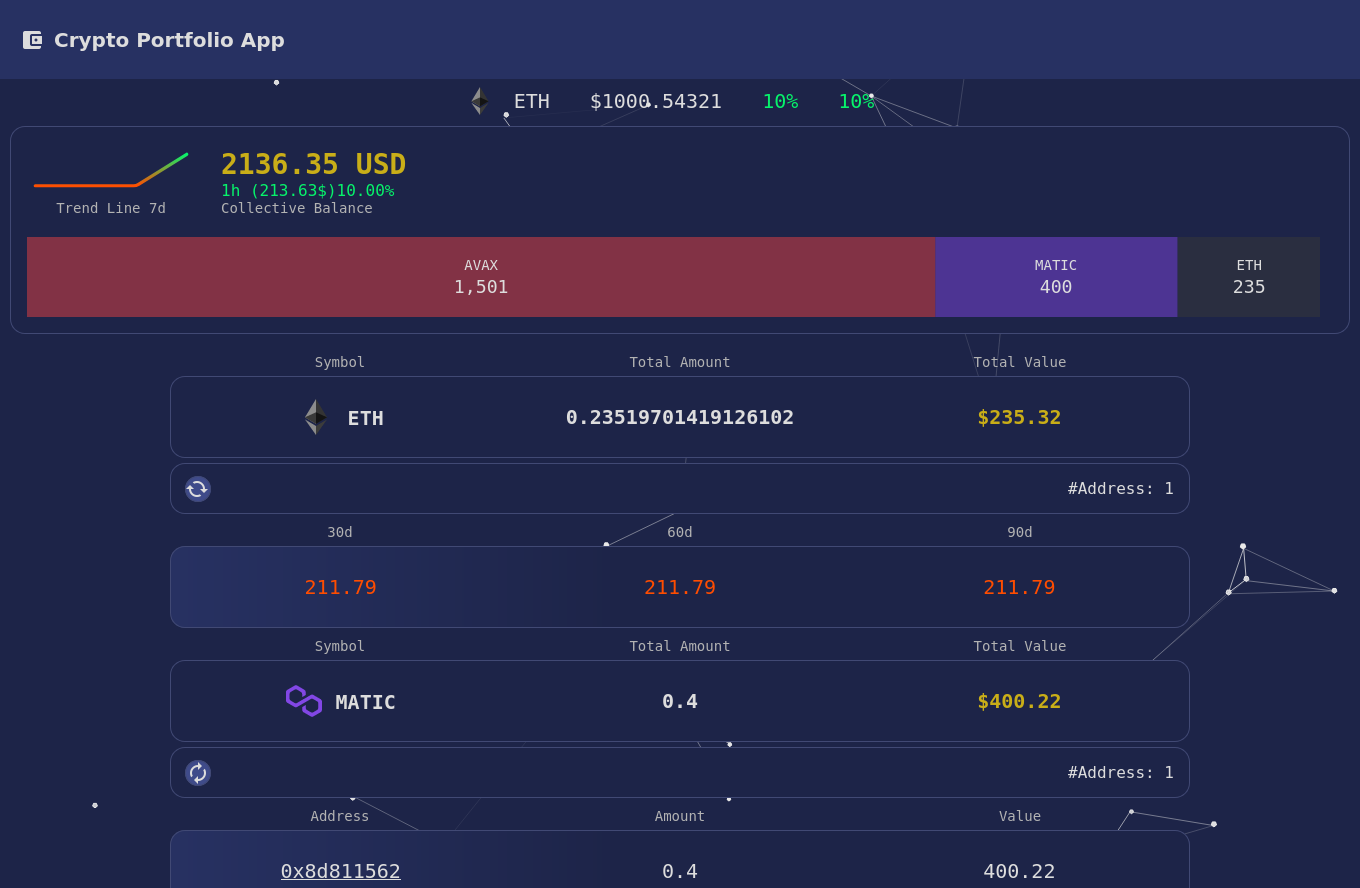 Crypto Portfolio App
ETH $1000.54321 10% 10%
2136.35 USD
1h (213.63$)10.00%
Trend Line 7d Collective Balance
AVAX MATIC ETH
1,501 400 235
Symbol Total Amount Total Value
ETH 0.23519701419126102 $235.32
#Address: 1
30d 60d 90d
211.79 211.79 211.79
Symbol Total Amount Total Value
MATIC 0.4 $400.22
#Address: 1
Address Amount Value
0x8d811562 0.4 400.22